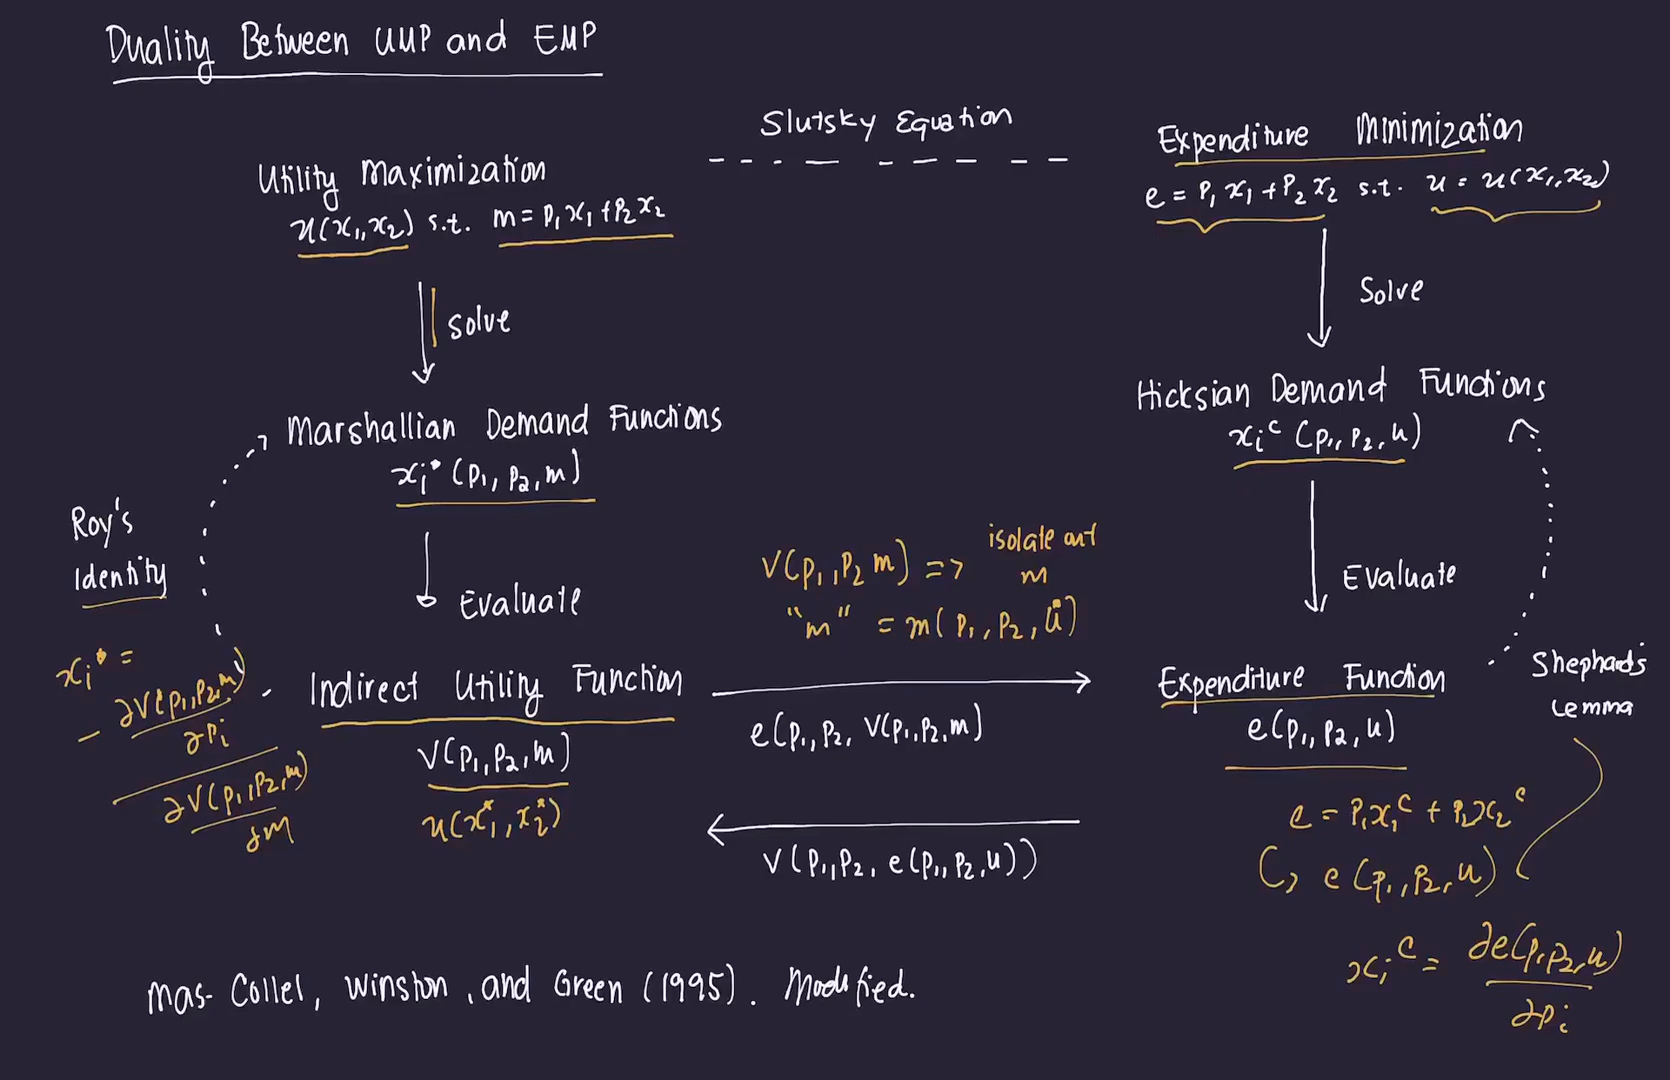 Duality Between UMP and EMP
Slutsky Equation
Utility Maximization
u(x₁,x₂) s.t. m = p₁x₁ + p₂x₂
solve
Marshallian Demand Functions
xᵢ* (p₁, p₂, m)
Evaluate
Indirect Utility Function
V(p₁, p₂, m)
u(x₁*, x₂*)
Roy's
Identity
xᵢ* =
- ∂V(p₁,p₂,m)
∂pᵢ
∂V(p₁,p₂,m)
∂m
V(p₁, p₂ m) => isolate out
m
"m" = m(p₁, p₂, ū)
e(p₁, p₂, V(p₁,p₂,m)
V(p₁,p₂, e(p₁,p₂,u))
Expenditure Minimization
e = p₁x₁ + p₂x₂ s.t. u = u(x₁,x₂)
Solve
Hicksian Demand Functions
xᵢᶜ (p₁, p₂, u)
Evaluate
Expenditure Function
e(p₁, p₂, u)
Shephard's
Lemma
e = p₁x₁ᶜ + p₂x₂ᶜ
e(p₁, p₂, u)
xᵢᶜ = ∂e(p₁,p₂,u)
∂pᵢ
Mas-Collel, Winston, and Green (1995). Modified.